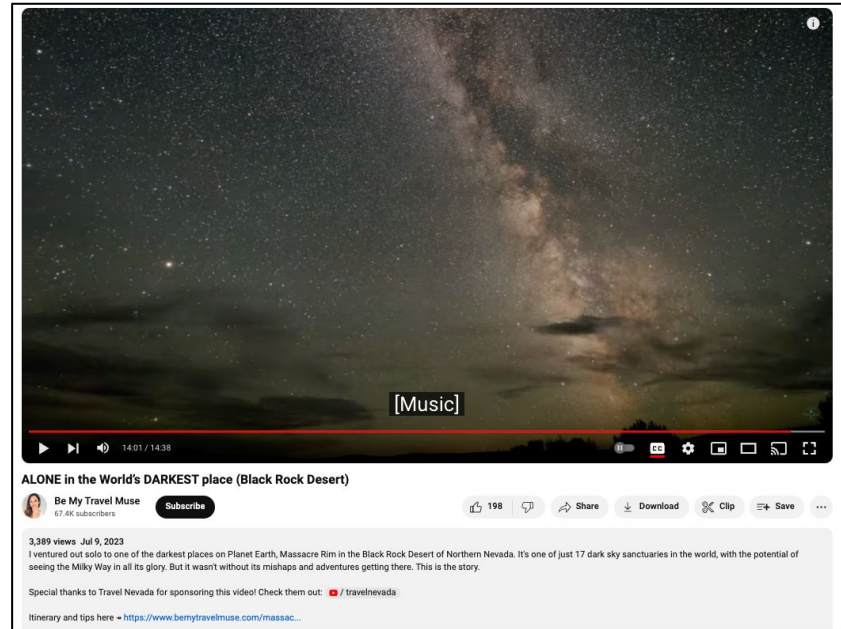 [Music]
14:01 / 14:38
CC
ALONE in the World's DARKEST place (Black Rock Desert)
Be My Travel Muse
67.4K subscribers
Subscribe
198
Share
Download
Clip
Save
3,389 views Jul 9, 2023
I ventured out solo to one of the darkest places on Planet Earth, Massacre Rim in the Black Rock Desert of Northern Nevada. It's one of just 17 dark sky sanctuaries in the world, with the potential of
seeing the Milky Way in all its glory. But it wasn't without its mishaps and adventures getting there. This is the story.
Special thanks to Travel Nevada for sponsoring this video! Check them out: / travelnevada
Itinerary and tips here → https://www.bemytravelmuse.com/massac...